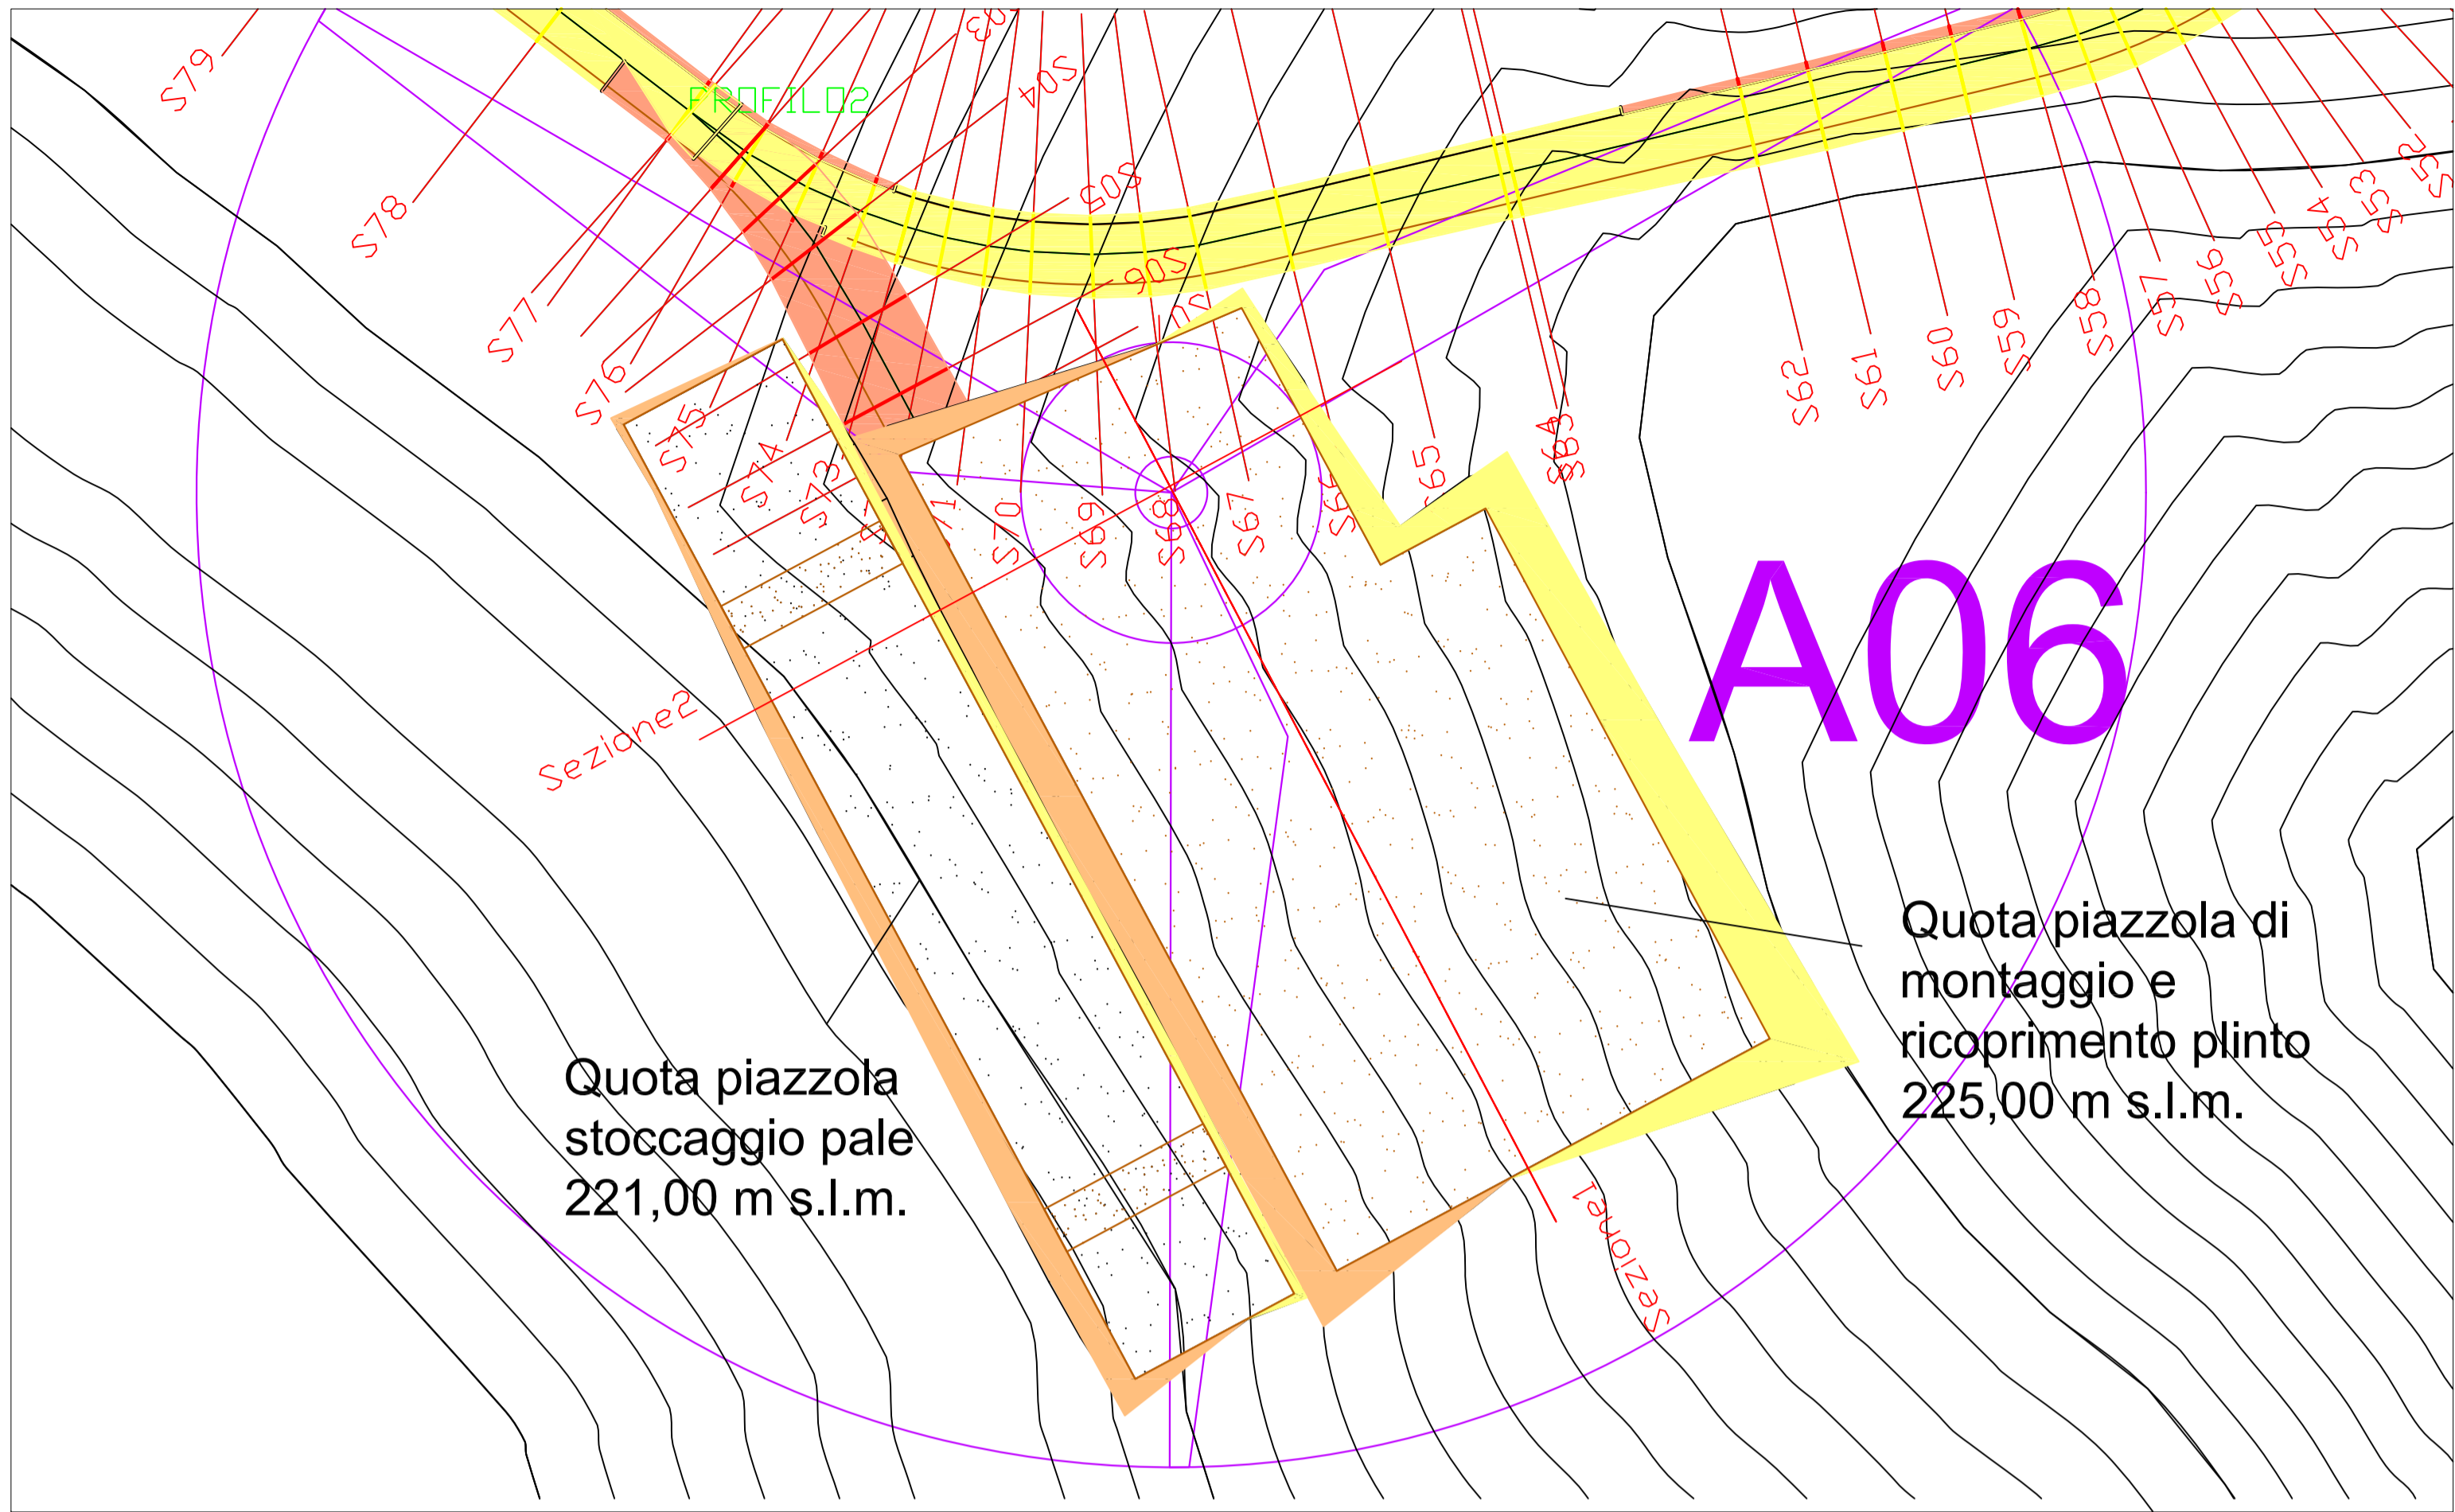 S79
S78
S77
S76
S75
S74
S73
S70
S69
S68
S67
S65
S62
S61
S60
S59
S58
S57
S56
S55
S54
S53
S52
S04
S05
S06
PROFILO2
A06
Sezione2
Sezione1
Quota piazzola di
montaggio e
ricoprimento plinto
225,00 m s.l.m.
Quota piazzola
stoccaggio pale
221,00 m s.l.m.